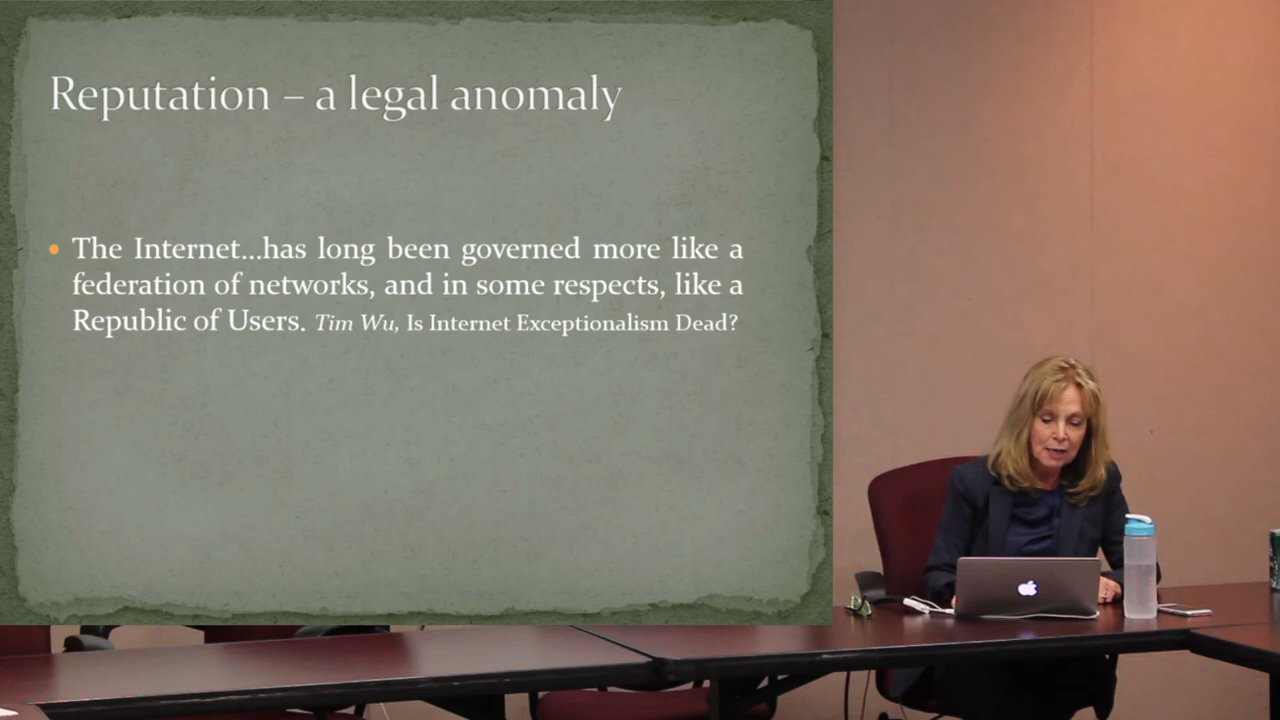 Reputation – a legal anomaly
The Internet...has long been governed more like a
federation of networks, and in some respects, like a
Republic of Users. Tim Wu, Is Internet Exceptionalism Dead?